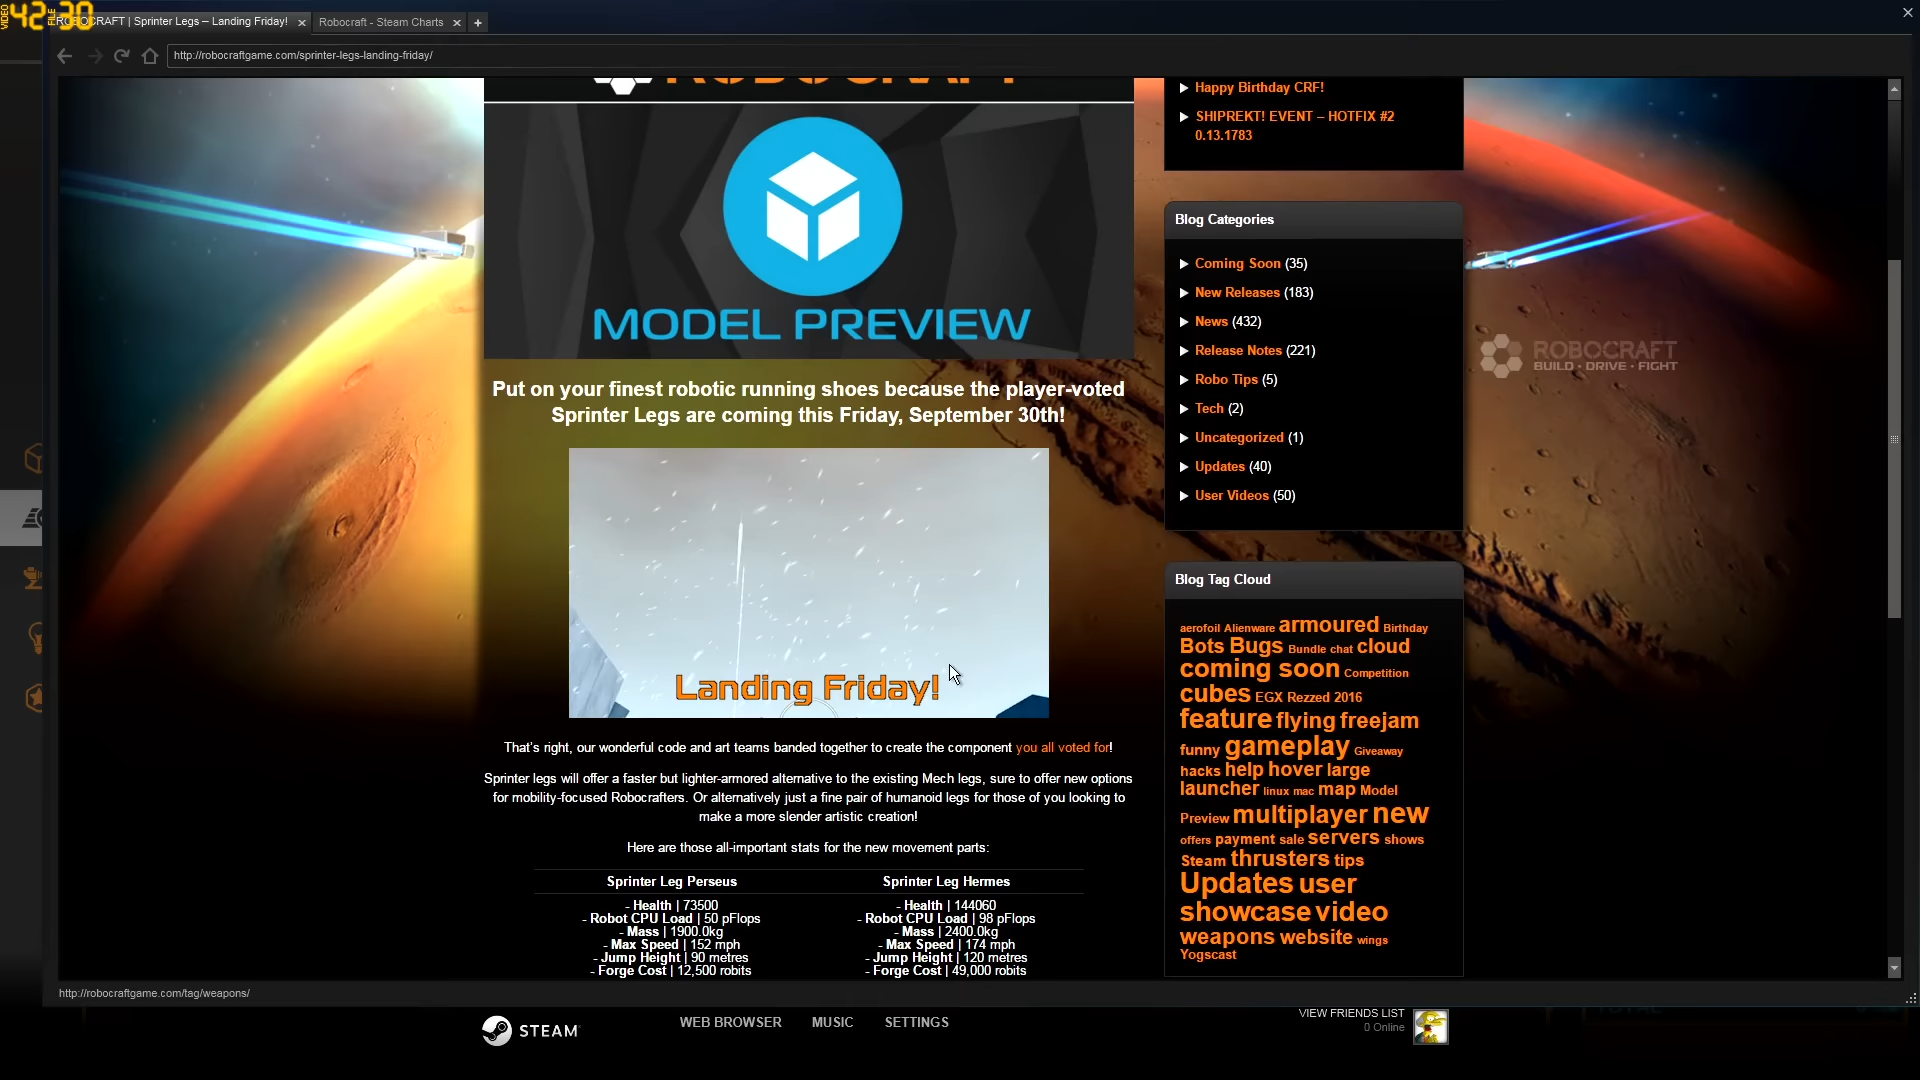 VIDEO
42
FILE
30
ROBOCRAFT | Sprinter Legs – Landing Friday!
Robocraft - Steam Charts
http://robocraftgame.com/sprinter-legs-landing-friday/
ROBOCRAFT
MODEL PREVIEW
Put on your finest robotic running shoes because the player-voted
Sprinter Legs are coming this Friday, September 30th!
Landing Friday!
That's right, our wonderful code and art teams banded together to create the component you all voted for!
Sprinter legs will offer a faster but lighter-armored alternative to the existing Mech legs, sure to offer new options
for mobility-focused Robocrafters. Or alternatively just a fine pair of humanoid legs for those of you looking to
make a more slender artistic creation!
Here are those all-important stats for the new movement parts:
Sprinter Leg Perseus
- Health | 73500
- Robot CPU Load | 50 pFlops
- Mass | 1900.0kg
- Max Speed | 152 mph
- Jump Height | 90 metres
- Forge Cost | 12,500 robits
Sprinter Leg Hermes
- Health | 144060
- Robot CPU Load | 98 pFlops
- Mass | 2400.0kg
- Max Speed | 174 mph
- Jump Height | 120 metres
- Forge Cost | 49,000 robits
Happy Birthday CRF!
SHIPREKT! EVENT – HOTFIX #2
0.13.1783
Blog Categories
Coming Soon (35)
New Releases (183)
News (432)
Release Notes (221)
Robo Tips (5)
Tech (2)
Uncategorized (1)
Updates (40)
User Videos (50)
Blog Tag Cloud
aerofoil Alienware armoured Birthday
Bots Bugs Bundle chat cloud
coming soon Competition
cubes EGX Rezzed 2016
feature flying freejam
funny gameplay Giveaway
hacks help hover large
launcher linux mac map Model
Preview multiplayer new
offers payment sale servers shows
Steam thrusters tips
Updates user
showcase video
weapons website wings
Yogscast
ROBOCRAFT
BUILD · DRIVE · FIGHT
http://robocraftgame.com/tag/weapons/
STEAM
WEB BROWSER
MUSIC
SETTINGS
VIEW FRIENDS LIST
0 Online
TOTAL